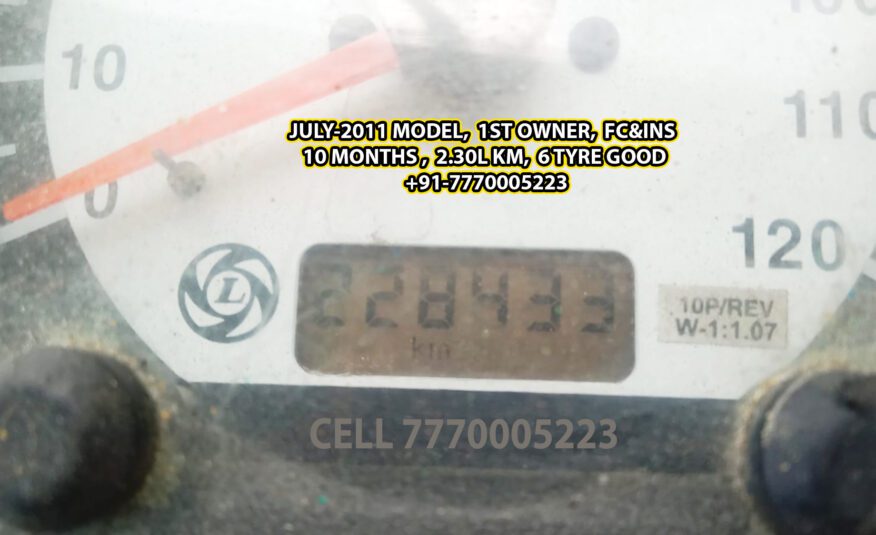 100
10
110
JULY-2011 MODEL, 1ST OWNER, FC&INS
10 MONTHS , 2.30L KM, 6 TYRE GOOD
+91-7770005223
0
120
L
228433
km
10P/REV
W-1:1.07
CELL 7770005223